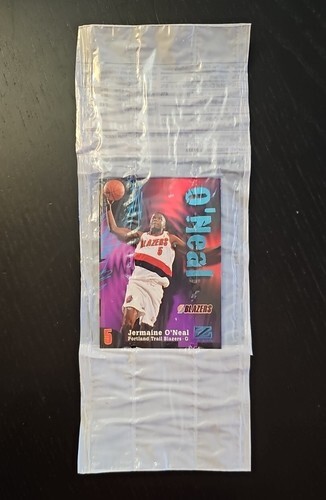 O'Neal
BLAZERS
5
BLAZERS
Z
5
Jermaine O'Neal
Portland Trail Blazers · G